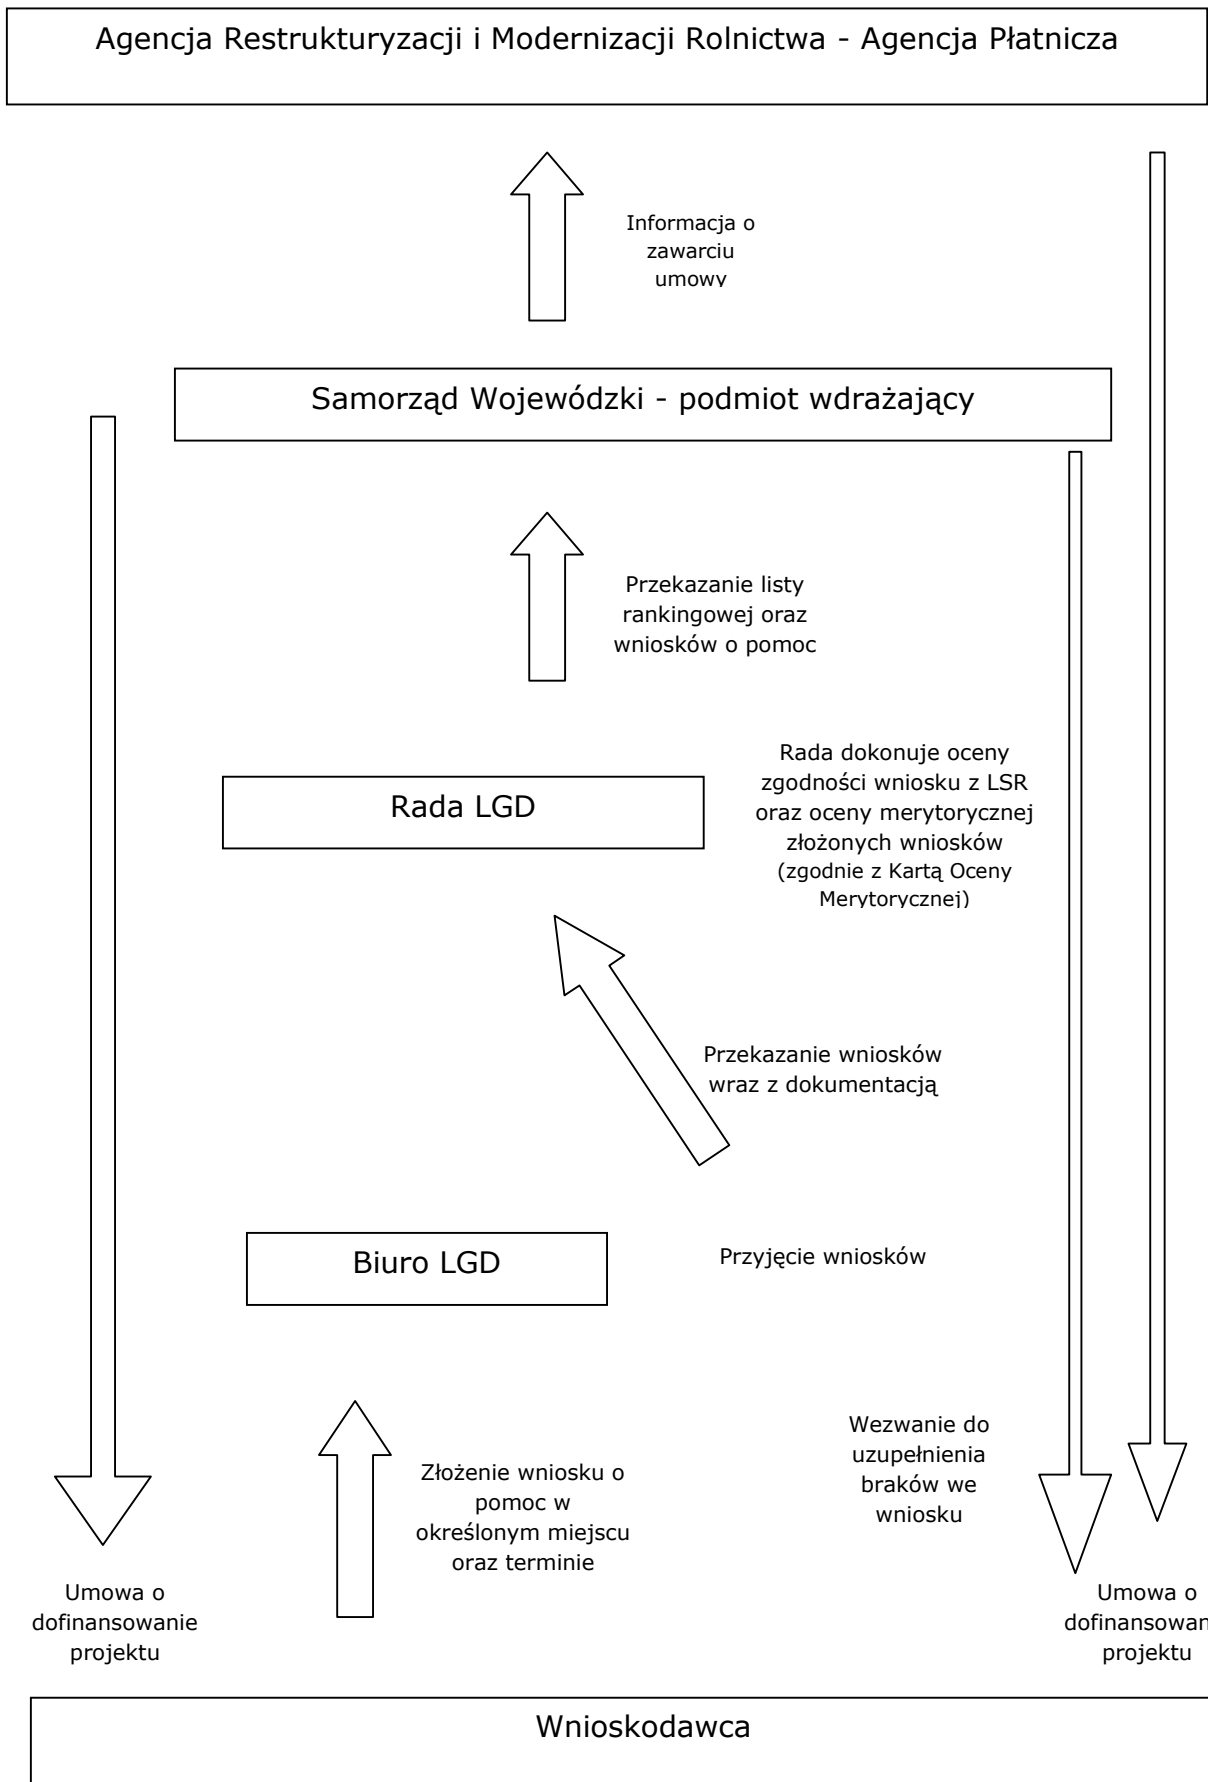 Agencja Restrukturyzacji i Modernizacji Rolnictwa - Agencja Płatnicza
Informacja o
zawarciu
umowy
Samorząd Wojewódzki - podmiot wdrażający
Przekazanie listy
rankingowej oraz
wniosków o pomoc
Rada dokonuje oceny
zgodności wniosku z LSR
oraz oceny merytorycznej
złożonych wniosków
(zgodnie z Kartą Oceny
Merytorycznej)
Rada LGD
Przekazanie wniosków
wraz z dokumentacją
Biuro LGD
Przyjęcie wniosków
Złożenie wniosku o
pomoc w
określonym miejscu
oraz terminie
Wezwanie do
uzupełnienia
braków we
wniosku
Umowa o
dofinansowanie
projektu
Umowa o
dofinansowan
projektu
Wnioskodawca